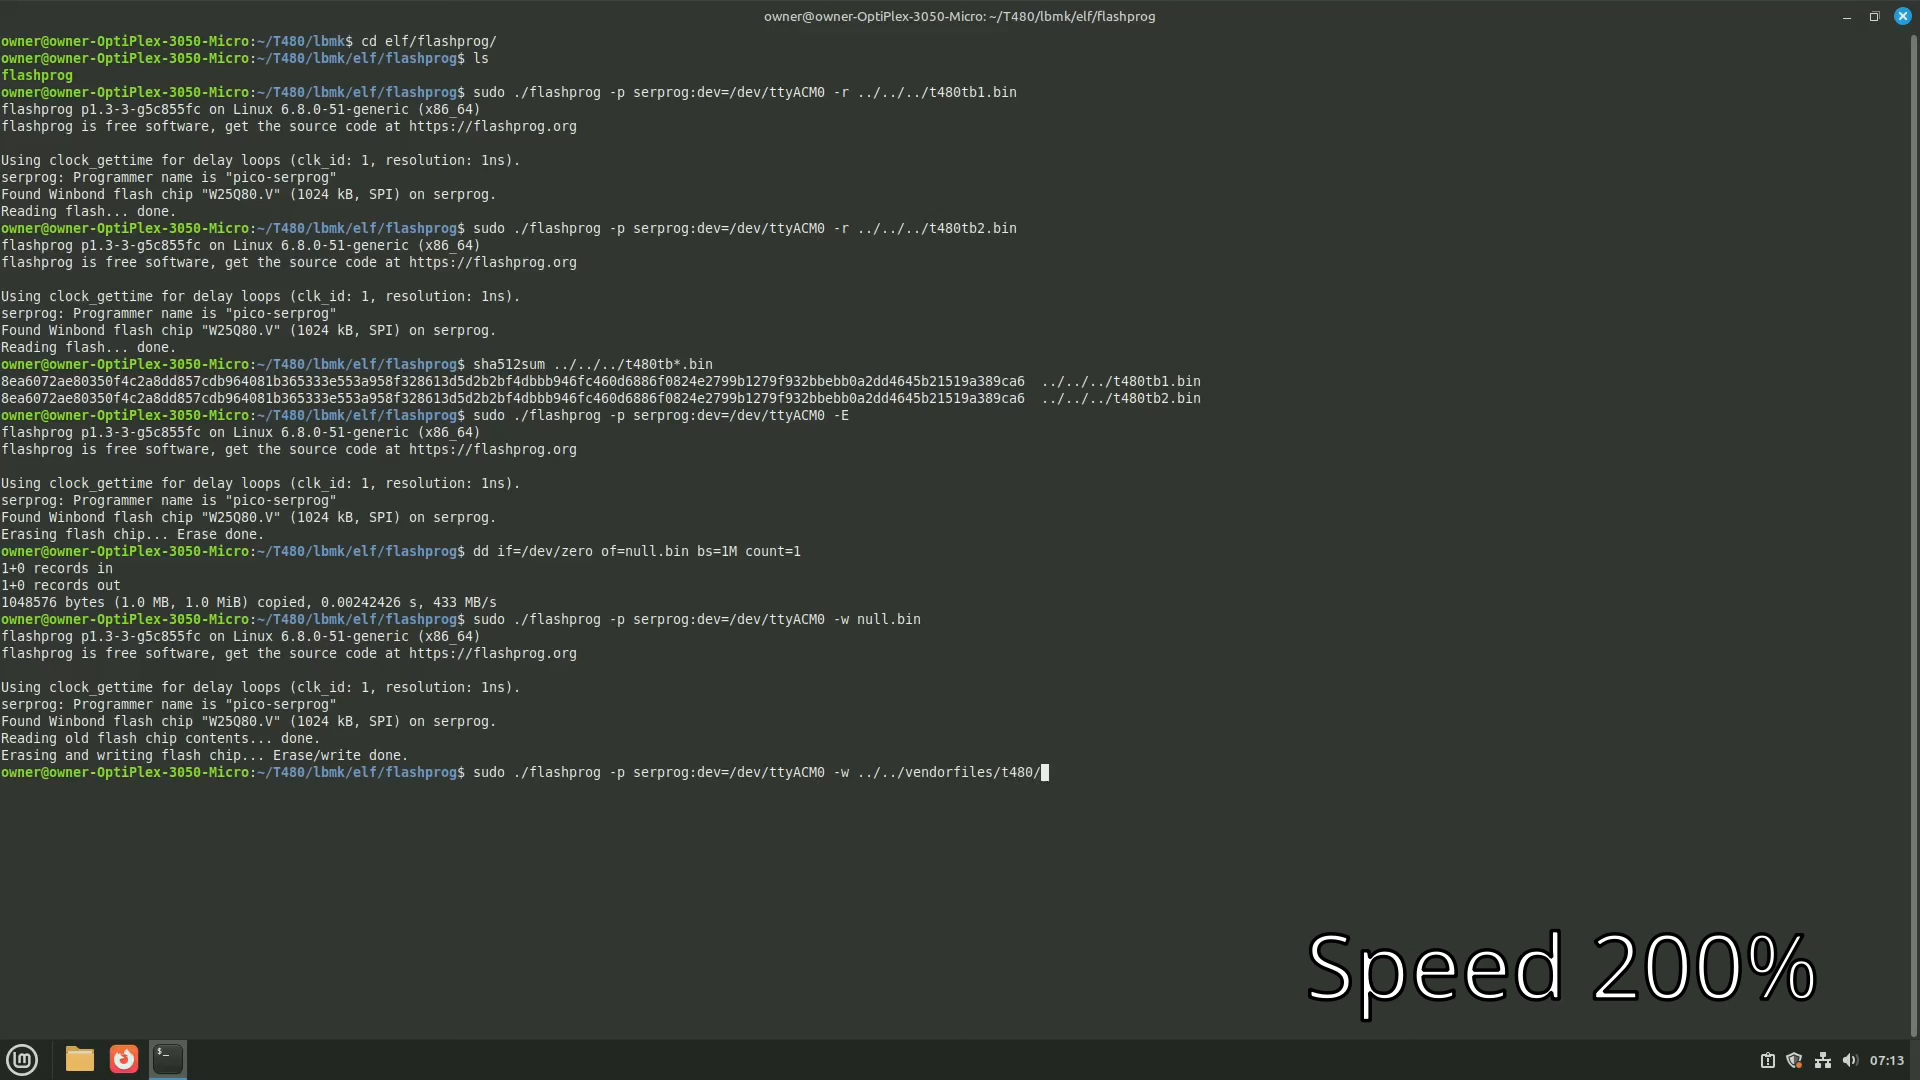 owner@owner-OptiPlex-3050-Micro: ~/T480/lbmk/elf/flashprog
owner@owner-OptiPlex-3050-Micro:~/T480/lbmk$ cd elf/flashprog/
owner@owner-OptiPlex-3050-Micro:~/T480/lbmk/elf/flashprog$ ls
flashprog
owner@owner-OptiPlex-3050-Micro:~/T480/lbmk/elf/flashprog$ sudo ./flashprog -p serprog:dev=/dev/ttyACM0 -r ../../../t480tb1.bin
flashprog p1.3-3-g5c855fc on Linux 6.8.0-51-generic (x86_64)
flashprog is free software, get the source code at https://flashprog.org

Using clock_gettime for delay loops (clk_id: 1, resolution: 1ns).
serprog: Programmer name is "pico-serprog"
Found Winbond flash chip "W25Q80.V" (1024 kB, SPI) on serprog.
Reading flash... done.
owner@owner-OptiPlex-3050-Micro:~/T480/lbmk/elf/flashprog$ sudo ./flashprog -p serprog:dev=/dev/ttyACM0 -r ../../../t480tb2.bin
flashprog p1.3-3-g5c855fc on Linux 6.8.0-51-generic (x86_64)
flashprog is free software, get the source code at https://flashprog.org

Using clock_gettime for delay loops (clk_id: 1, resolution: 1ns).
serprog: Programmer name is "pico-serprog"
Found Winbond flash chip "W25Q80.V" (1024 kB, SPI) on serprog.
Reading flash... done.
owner@owner-OptiPlex-3050-Micro:~/T480/lbmk/elf/flashprog$ sha512sum ../../../t480tb*.bin
8ea6072ae80350f4c2a8dd857cdb964081b365333e553a958f328613d5d2b2bf4dbbb946fc460d6886f0824e2799b1279f932bbebb0a2dd4645b21519a389ca6  ../../../t480tb1.bin
8ea6072ae80350f4c2a8dd857cdb964081b365333e553a958f328613d5d2b2bf4dbbb946fc460d6886f0824e2799b1279f932bbebb0a2dd4645b21519a389ca6  ../../../t480tb2.bin
owner@owner-OptiPlex-3050-Micro:~/T480/lbmk/elf/flashprog$ sudo ./flashprog -p serprog:dev=/dev/ttyACM0 -E
flashprog p1.3-3-g5c855fc on Linux 6.8.0-51-generic (x86_64)
flashprog is free software, get the source code at https://flashprog.org

Using clock_gettime for delay loops (clk_id: 1, resolution: 1ns).
serprog: Programmer name is "pico-serprog"
Found Winbond flash chip "W25Q80.V" (1024 kB, SPI) on serprog.
Erasing flash chip... Erase done.
owner@owner-OptiPlex-3050-Micro:~/T480/lbmk/elf/flashprog$ dd if=/dev/zero of=null.bin bs=1M count=1
1+0 records in
1+0 records out
1048576 bytes (1.0 MB, 1.0 MiB) copied, 0.00242426 s, 433 MB/s
owner@owner-OptiPlex-3050-Micro:~/T480/lbmk/elf/flashprog$ sudo ./flashprog -p serprog:dev=/dev/ttyACM0 -w null.bin
flashprog p1.3-3-g5c855fc on Linux 6.8.0-51-generic (x86_64)
flashprog is free software, get the source code at https://flashprog.org

Using clock_gettime for delay loops (clk_id: 1, resolution: 1ns).
serprog: Programmer name is "pico-serprog"
Found Winbond flash chip "W25Q80.V" (1024 kB, SPI) on serprog.
Reading old flash chip contents... done.
Erasing and writing flash chip... Erase/write done.
owner@owner-OptiPlex-3050-Micro:~/T480/lbmk/elf/flashprog$ sudo ./flashprog -p serprog:dev=/dev/ttyACM0 -w ../../vendorfiles/t480/
Speed 200%
07:13